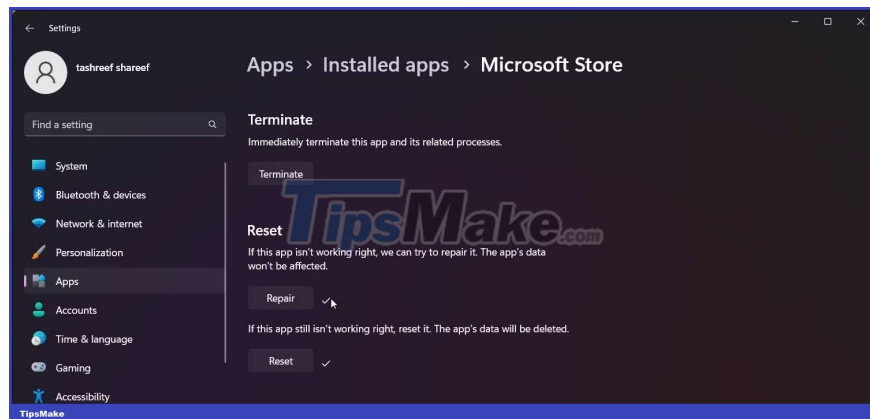 Settings
tashreef shareef
Apps > Installed apps > Microsoft Store
Find a setting
Terminate
Immediately terminate this app and its related processes.
Terminate
System
Bluetooth & devices
Network & internet
Personalization
Apps
Accounts
Time & language
Gaming
Accessibility
TipsMake.com
Reset
If this app isn't working right, we can try to repair it. The app's data
won't be affected.
Repair
If this app still isn't working right, reset it. The app's data will be deleted.
Reset
TipsMake